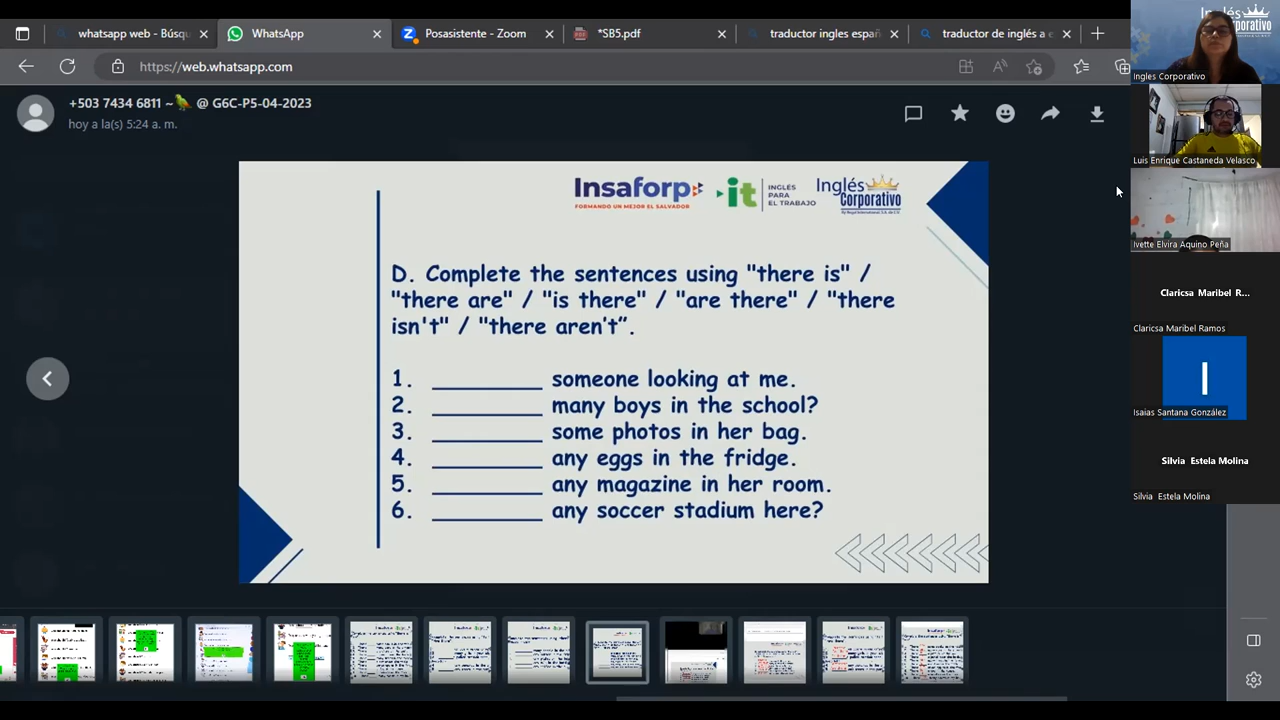 whatsapp web - Búsq
WhatsApp
Posasistente - Zoom
*SB5.pdf
traductor ingles españ
traductor de inglés a e
https://web.whatsapp.com
+503 7434 6811 ~ @ G6C-P5-04-2023
hoy a la(s) 5:24 a. m.
Insaforp
FORMANDO UN MEJOR EL SALVADOR
it
INGLÉS
PARA
EL TRABAJO
Inglés
Corporativo
D. Complete the sentences using "there is" /
"there are" / "is there" / "are there" / "there
isn't" / "there aren't”.
1. __________ someone looking at me.
2. __________ many boys in the school?
3. __________ some photos in her bag.
4. __________ any eggs in the fridge.
5. __________ any magazine in her room.
6. __________ any soccer stadium here?
Ingles Corporativo
Luis Enrique Castaneda Velasco
Ivette Elvira Aquino Peña
Claricsa Maribel R...
Claricsa Maribel Ramos
I
Isaias Santana González
Silvia Estela Molina
Silvia Estela Molina